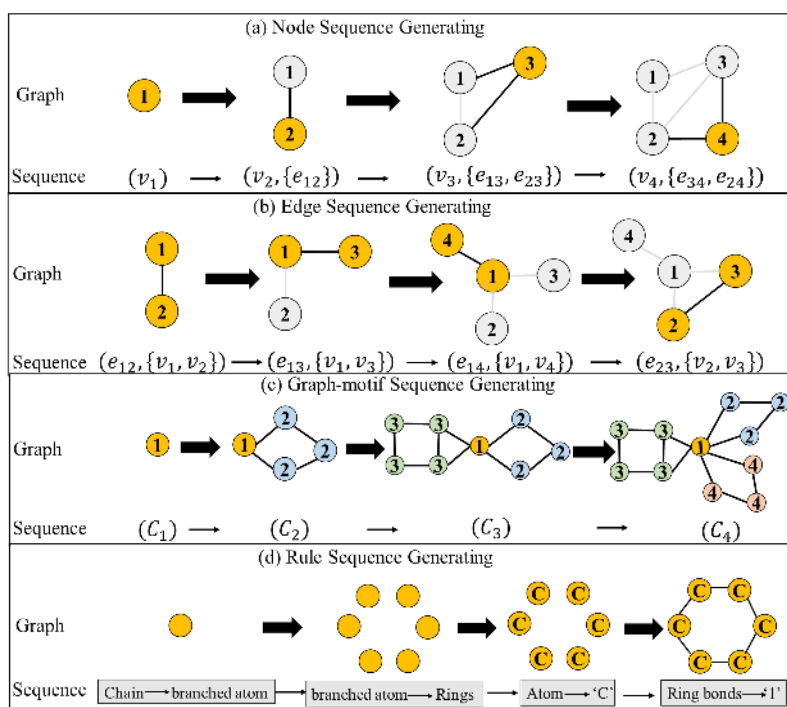 (a) Node Sequence Generating
1 1 2 1 3 2 1 3 2 4
Graph
Sequence (v₁) → (v₂,{e₁₂}) → (v₃,{e₁₃, e₂₃}) → (v₄,{e₃₄, e₂₄})
(b) Edge Sequence Generating
1 2 1 3 2 4 1 3 2 4 1 3 2
Graph
Sequence (e₁₂,{v₁, v₂}) → (e₁₃,{v₁, v₃}) → (e₁₄,{v₁, v₄}) → (e₂₃,{v₂, v₃})
(c) Graph-motif Sequence Generating
1 1 2 2 2 3 3 3 3 1 2 2 2 3 3 3 3 1 2 2 2 4 4 4
Graph
Sequence (C₁) → (C₂) → (C₃) → (C₄)
(d) Rule Sequence Generating
C C C C C C C C C C C C
Graph
Sequence Chain→branched atom → branched atom→Rings → Atom→‘C’ → Ring bonds→‘1’